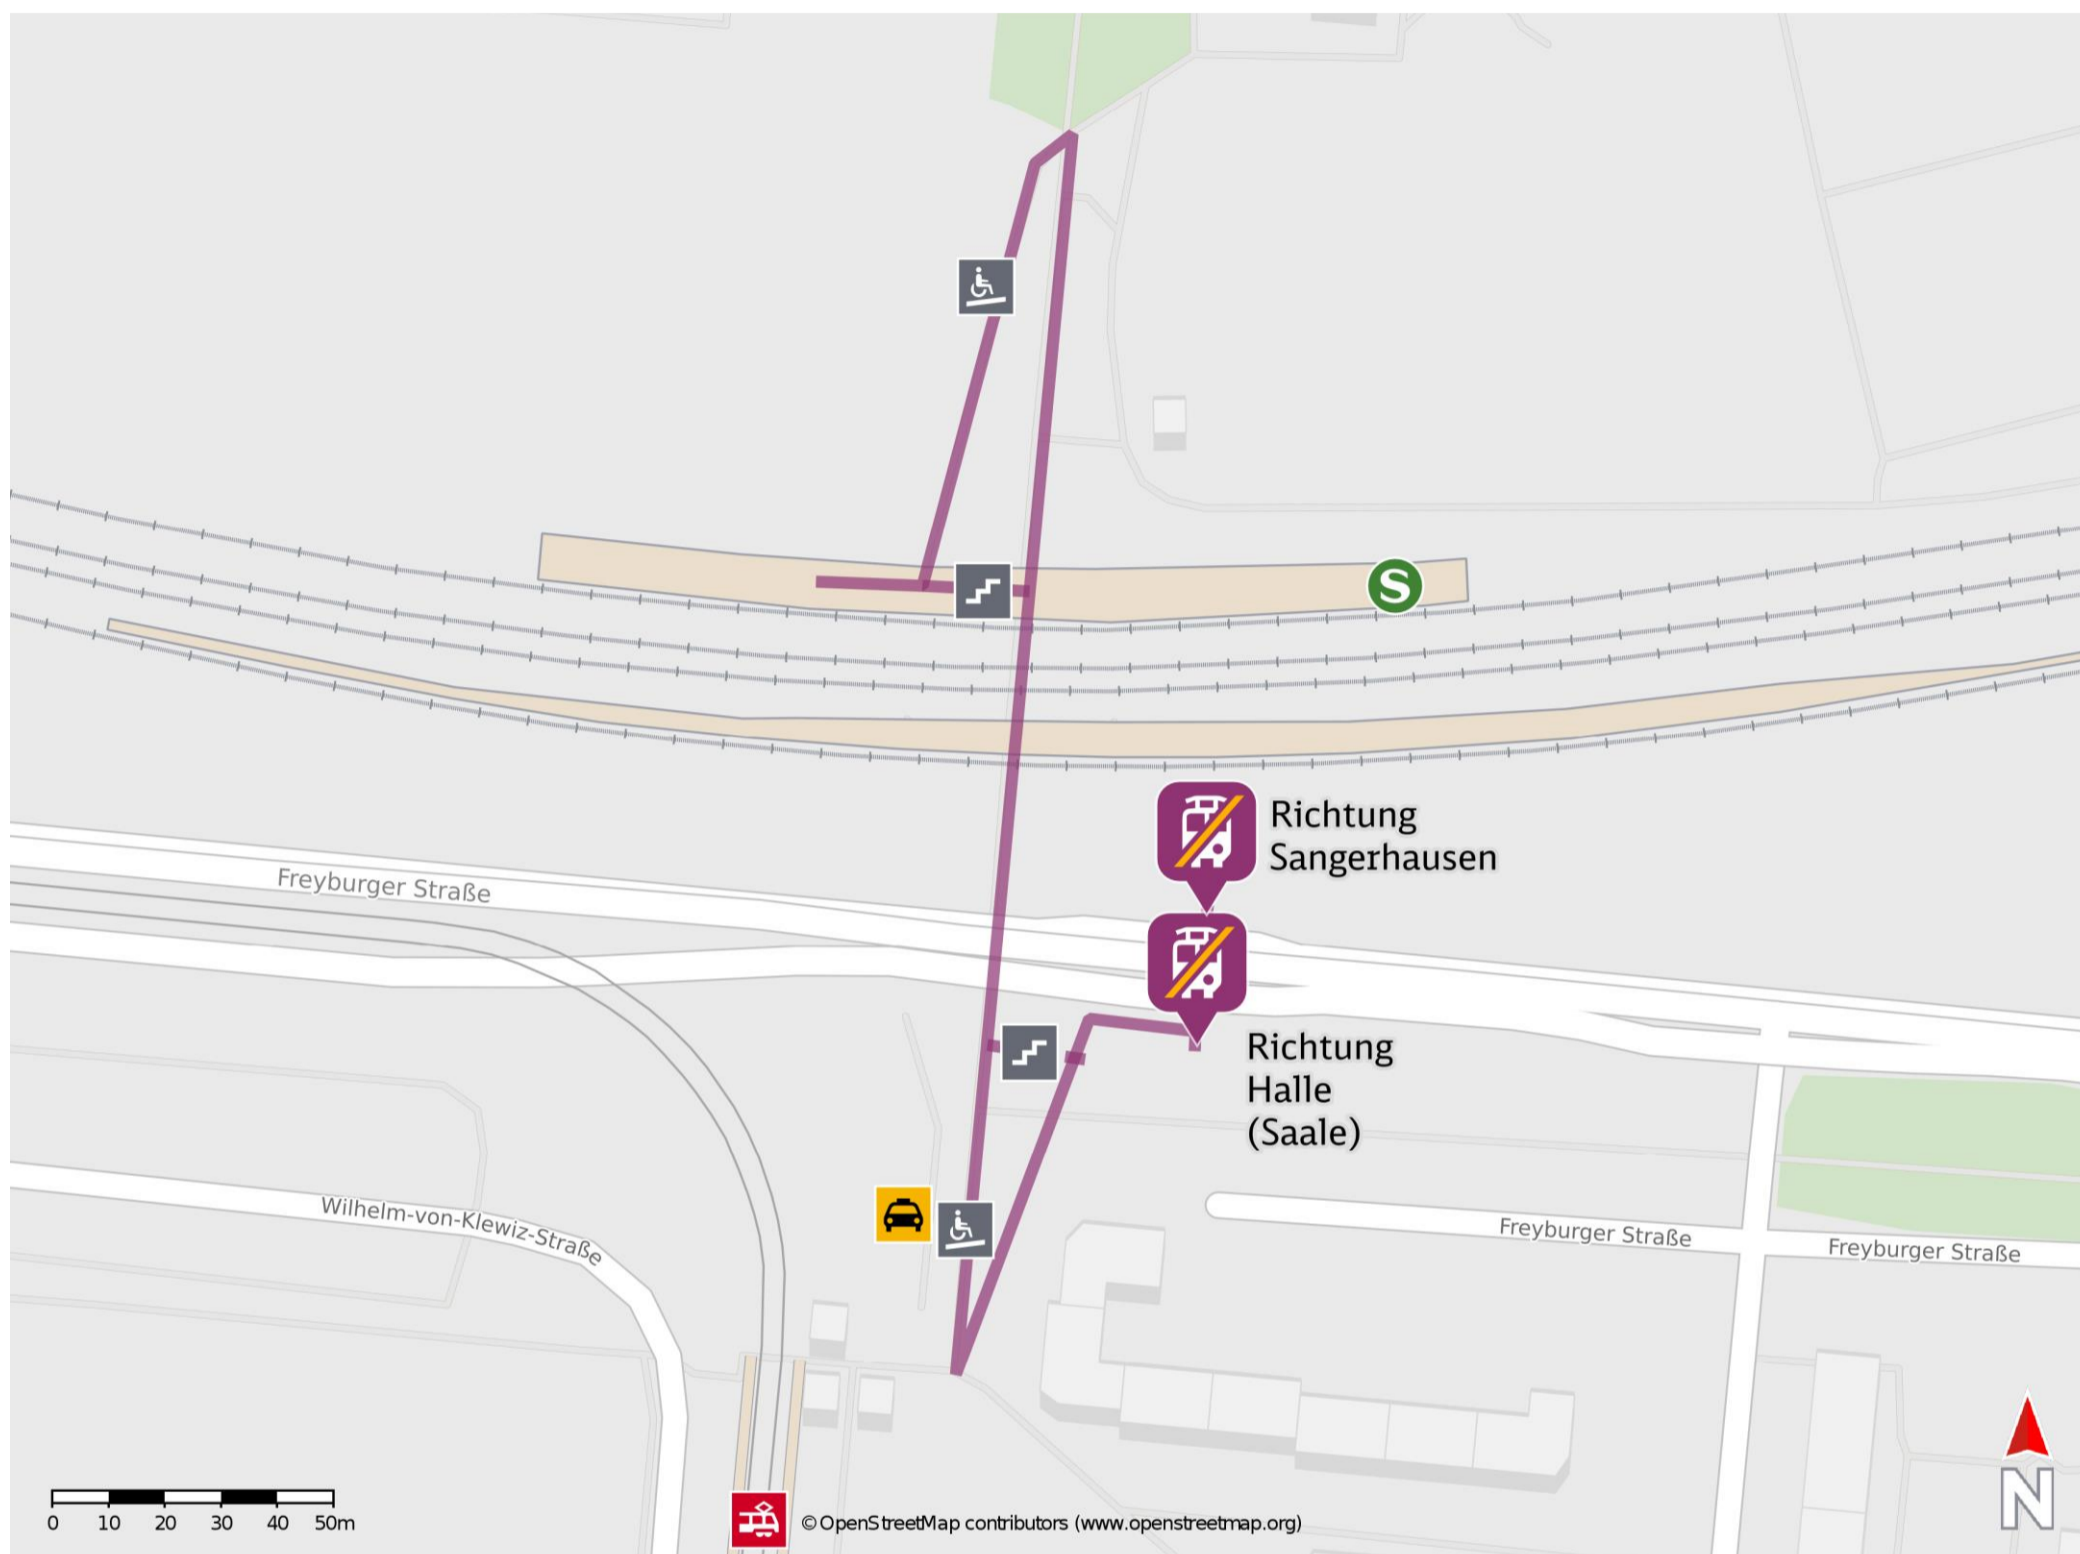 S
Richtung
Sangerhausen
Freyburger Straße
Richtung
Halle
(Saale)
Wilhelm-von-Klewiz-Straße
Freyburger Straße
Freyburger Straße
N
0 10 20 30 40 50m
© OpenStreetMap contributors (www.openstreetmap.org)